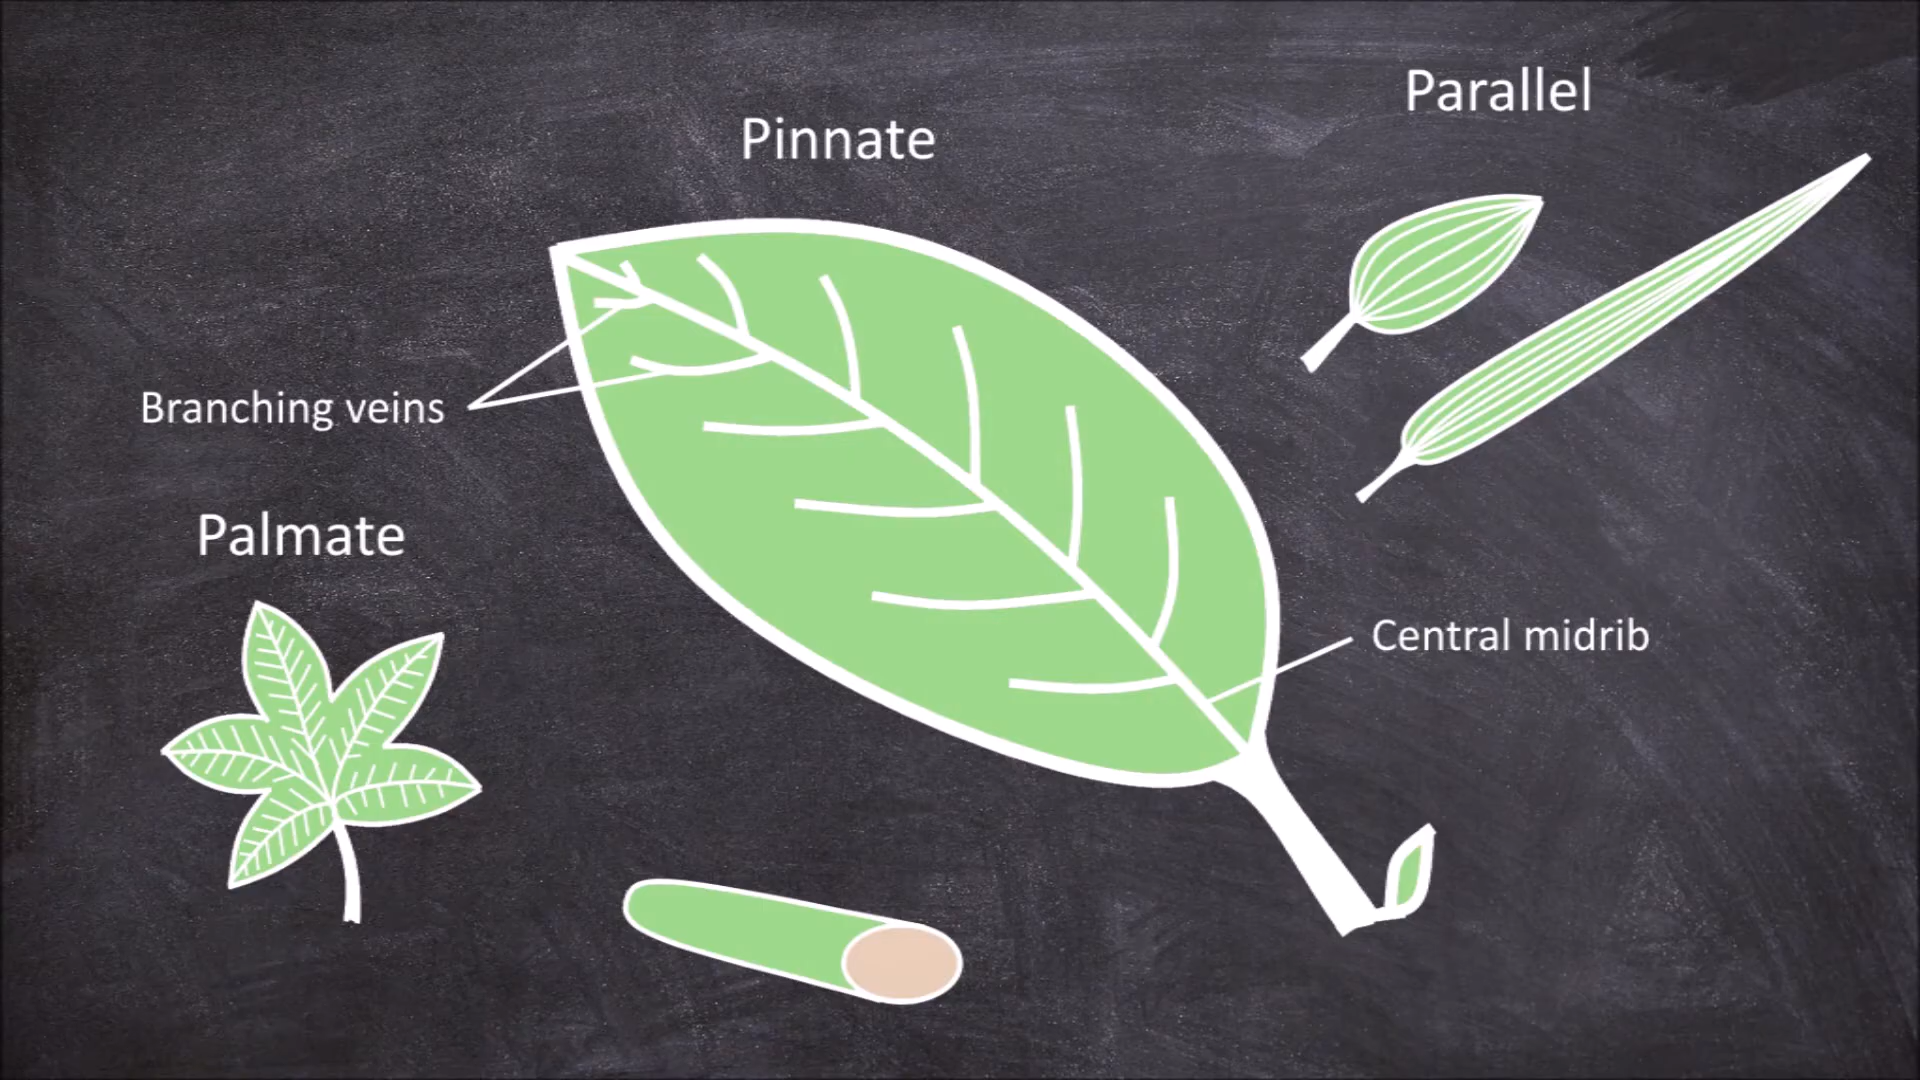 Parallel
Pinnate
Branching veins
Palmate
Central midrib